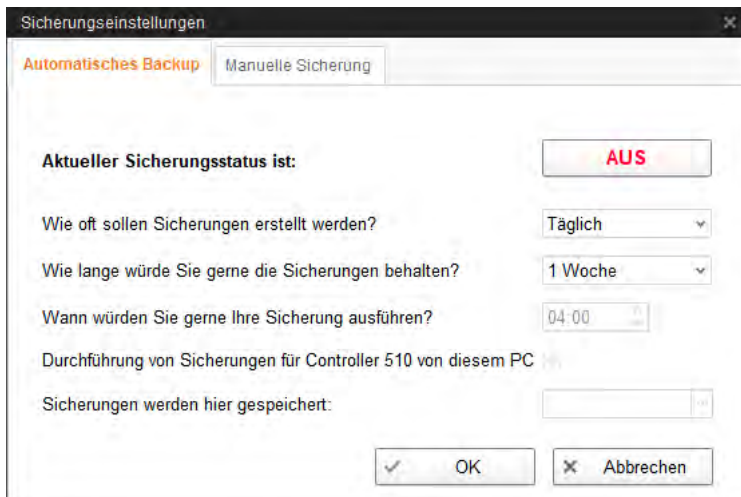 Sicherungseinstellungen
Automatisches Backup
Manuelle Sicherung
Aktueller Sicherungsstatus ist:
AUS
Wie oft sollen Sicherungen erstellt werden?
Täglich
Wie lange würde Sie gerne die Sicherungen behalten?
1 Woche
Wann würden Sie gerne Ihre Sicherung ausführen?
04:00
Durchführung von Sicherungen für Controller 510 von diesem PC
Sicherungen werden hier gespeichert:
...
OK
Abbrechen